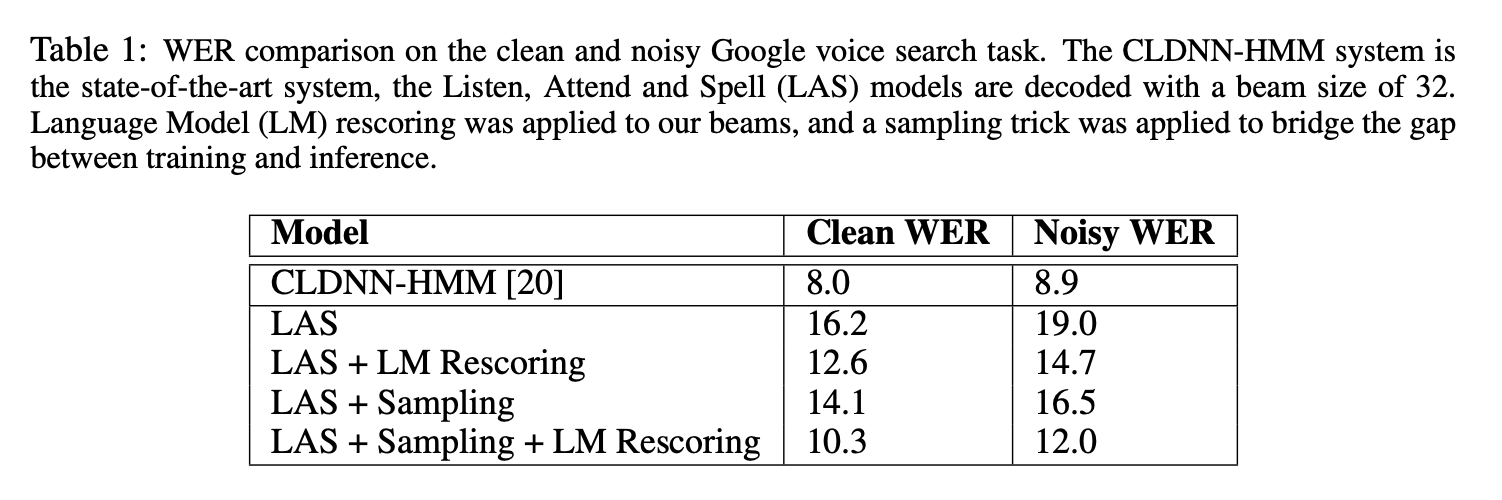 Table 1: WER comparison on the clean and noisy Google voice search task. The CLDNN-HMM system is
the state-of-the-art system, the Listen, Attend and Spell (LAS) models are decoded with a beam size of 32.
Language Model (LM) rescoring was applied to our beams, and a sampling trick was applied to bridge the gap
between training and inference.
Model Clean WER Noisy WER
CLDNN-HMM [20] 8.0 8.9
LAS 16.2 19.0
LAS + LM Rescoring 12.6 14.7
LAS + Sampling 14.1 16.5
LAS + Sampling + LM Rescoring 10.3 12.0